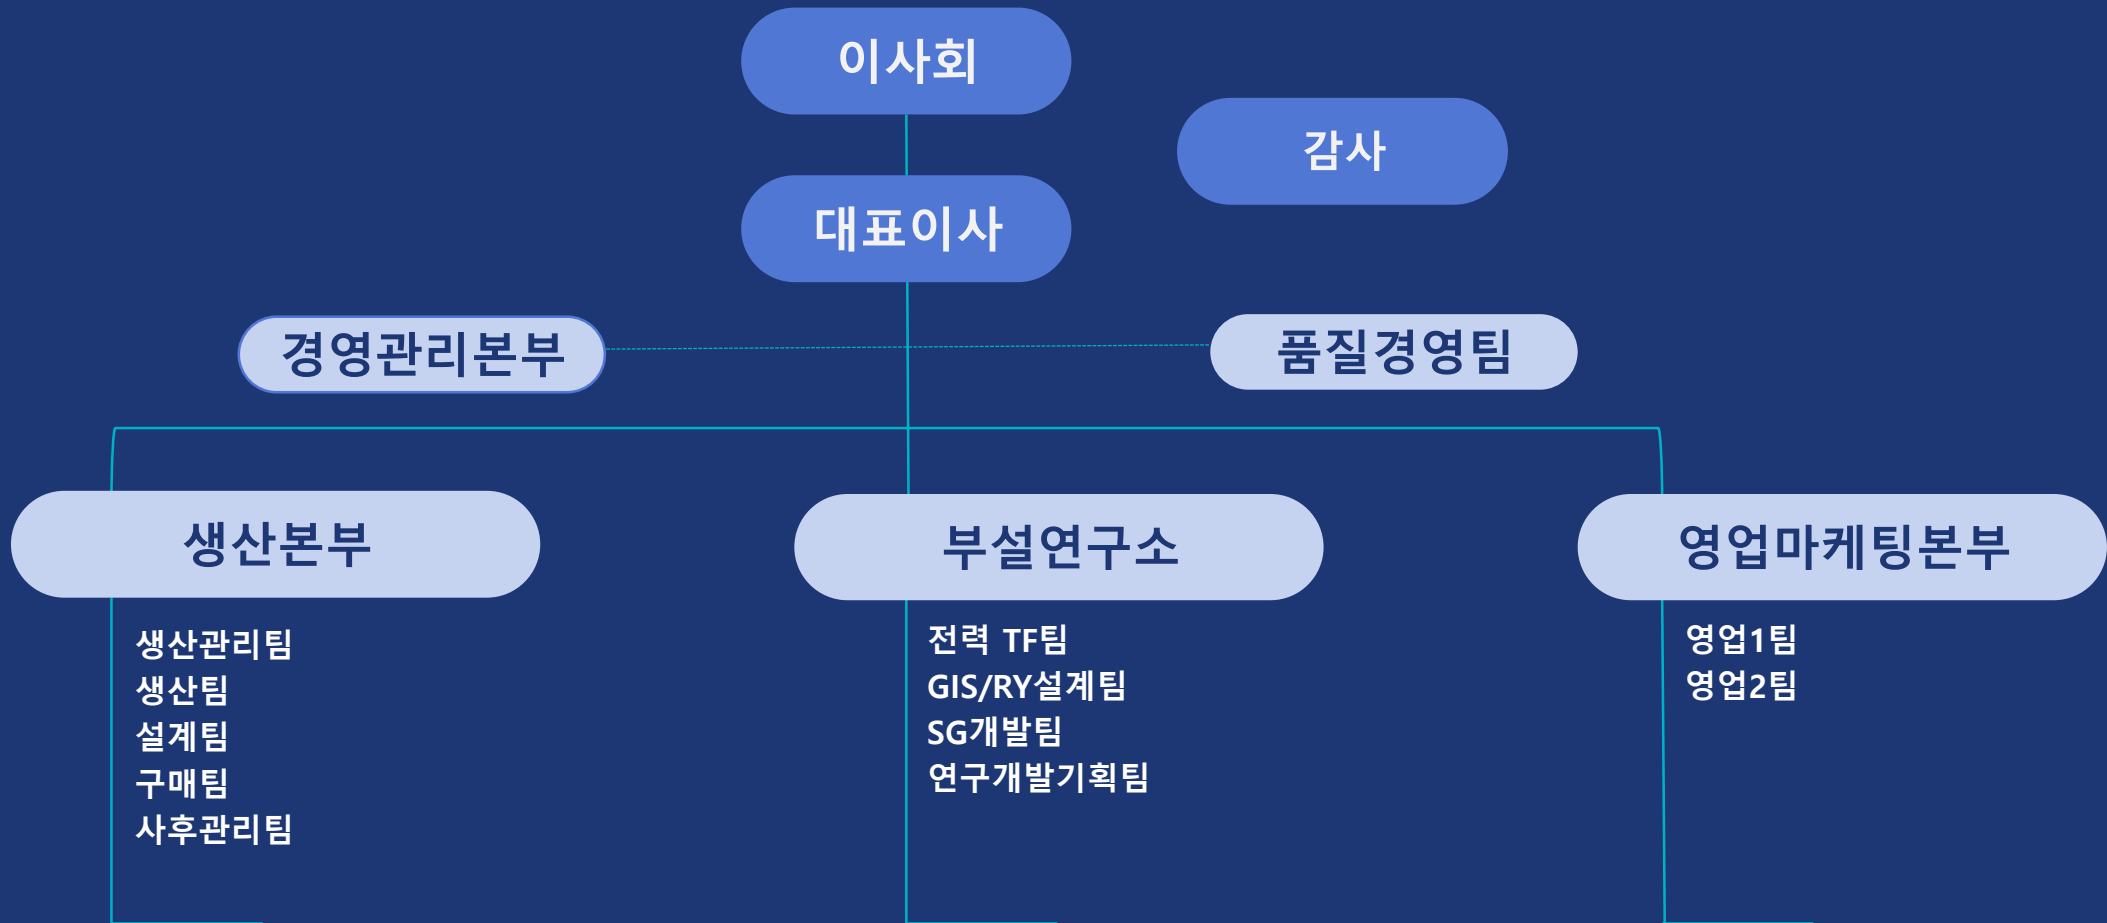 이사회
감사
대표이사
경영관리본부
품질경영팀
생산본부
부설연구소
영업마케팅본부
생산관리팀
생산팀
설계팀
구매팀
사후관리팀
전력 TF팀
GIS/RY설계팀
SG개발팀
연구개발기획팀
영업1팀
영업2팀